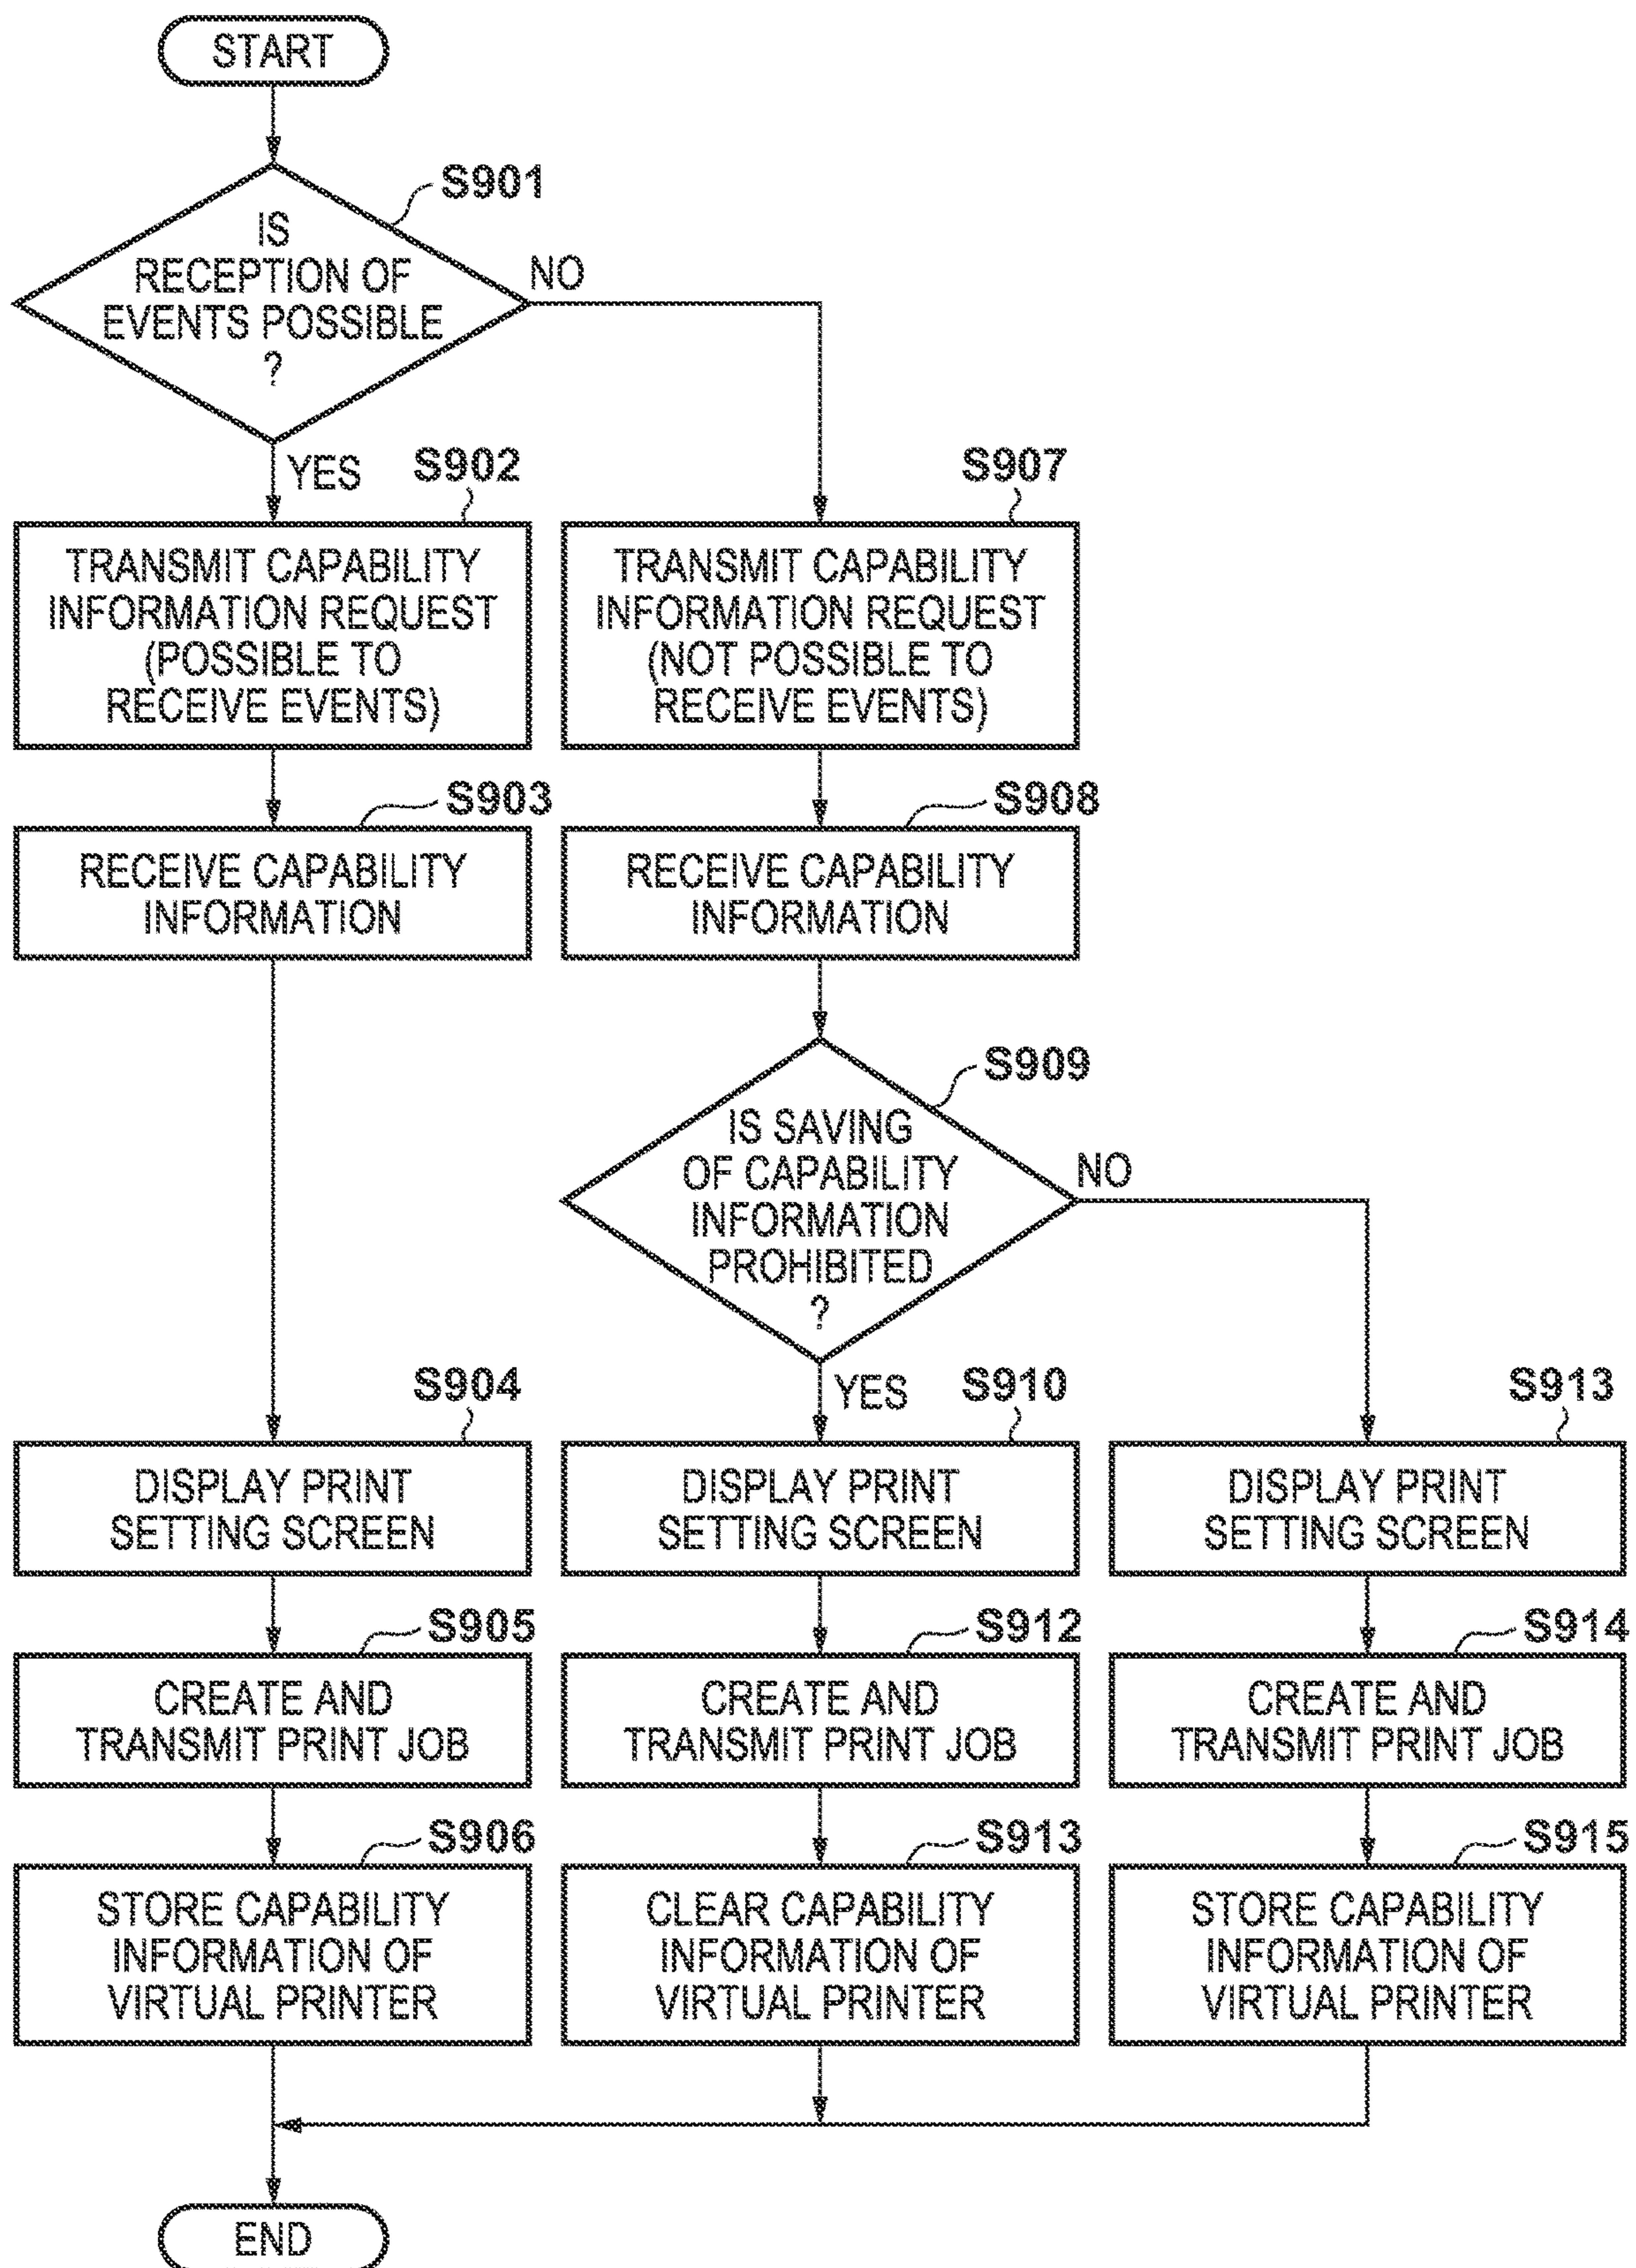 START
S901
IS
RECEPTION OF
EVENTS POSSIBLE
?
NO
YES
S902
TRANSMIT CAPABILITY
INFORMATION REQUEST
(POSSIBLE TO
RECEIVE EVENTS)
S907
TRANSMIT CAPABILITY
INFORMATION REQUEST
(NOT POSSIBLE TO
RECEIVE EVENTS)
S903
RECEIVE CAPABILITY
INFORMATION
S908
RECEIVE CAPABILITY
INFORMATION
S909
IS SAVING
OF CAPABILITY
INFORMATION
PROHIBITED
?
NO
YES
S904
DISPLAY PRINT
SETTING SCREEN
S910
DISPLAY PRINT
SETTING SCREEN
S913
DISPLAY PRINT
SETTING SCREEN
S905
CREATE AND
TRANSMIT PRINT JOB
S912
CREATE AND
TRANSMIT PRINT JOB
S914
CREATE AND
TRANSMIT PRINT JOB
S906
STORE CAPABILITY
INFORMATION OF
VIRTUAL PRINTER
S913
CLEAR CAPABILITY
INFORMATION OF
VIRTUAL PRINTER
S915
STORE CAPABILITY
INFORMATION OF
VIRTUAL PRINTER
END